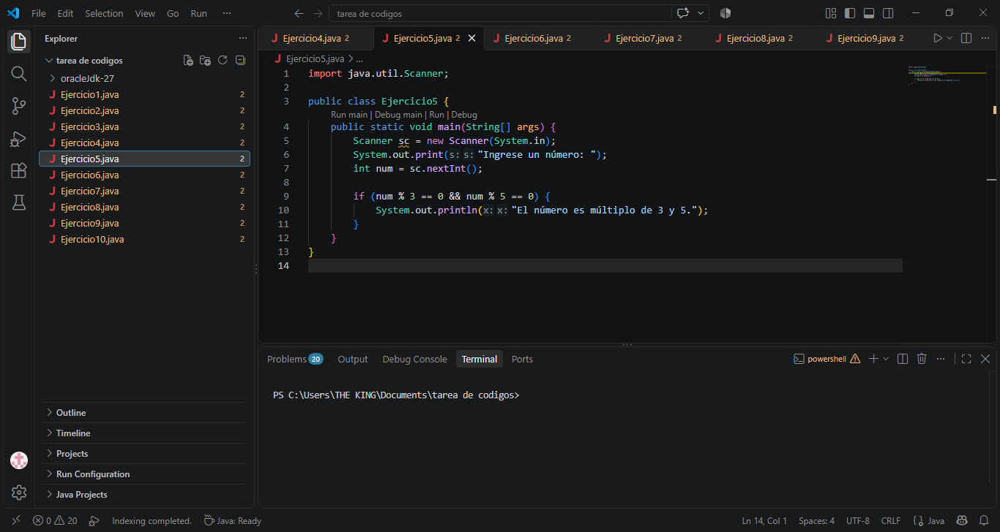 File Edit Selection View Go Run ··· tarea de codigos
Explorer ···
tarea de codigos
oracleJdk-27
J Ejercicio1.java 2
J Ejercicio2.java 2
J Ejercicio3.java 2
J Ejercicio4.java 2
J Ejercicio5.java 2
J Ejercicio6.java 2
J Ejercicio7.java 2
J Ejercicio8.java 2
J Ejercicio9.java 2
J Ejercicio10.java 2
Outline
Timeline
Projects
Run Configuration
Java Projects
J Ejercicio4.java 2 J Ejercicio5.java 2 J Ejercicio6.java 2 J Ejercicio7.java 2 J Ejercicio8.java 2 J Ejercicio9.java 2 ···
J Ejercicio5.java > ...
1 import java.util.Scanner;
2
3 public class Ejercicio5 {
Run main | Debug main | Run | Debug
4 public static void main(String[] args) {
5 Scanner sc = new Scanner(System.in);
6 System.out.print(s: s: "Ingrese un número: ");
7 int num = sc.nextInt();
8
9 if (num % 3 == 0 && num % 5 == 0) {
10 System.out.println(x: x: "El número es múltiplo de 3 y 5.");
11 }
12 }
13 }
14
Problems 20 Output Debug Console Terminal Ports powershell ···
PS C:\Users\THE KING\Documents\tarea de codigos>
0 20 Indexing completed. Java: Ready Ln 14, Col 1 Spaces: 4 UTF-8 CRLF {} Java